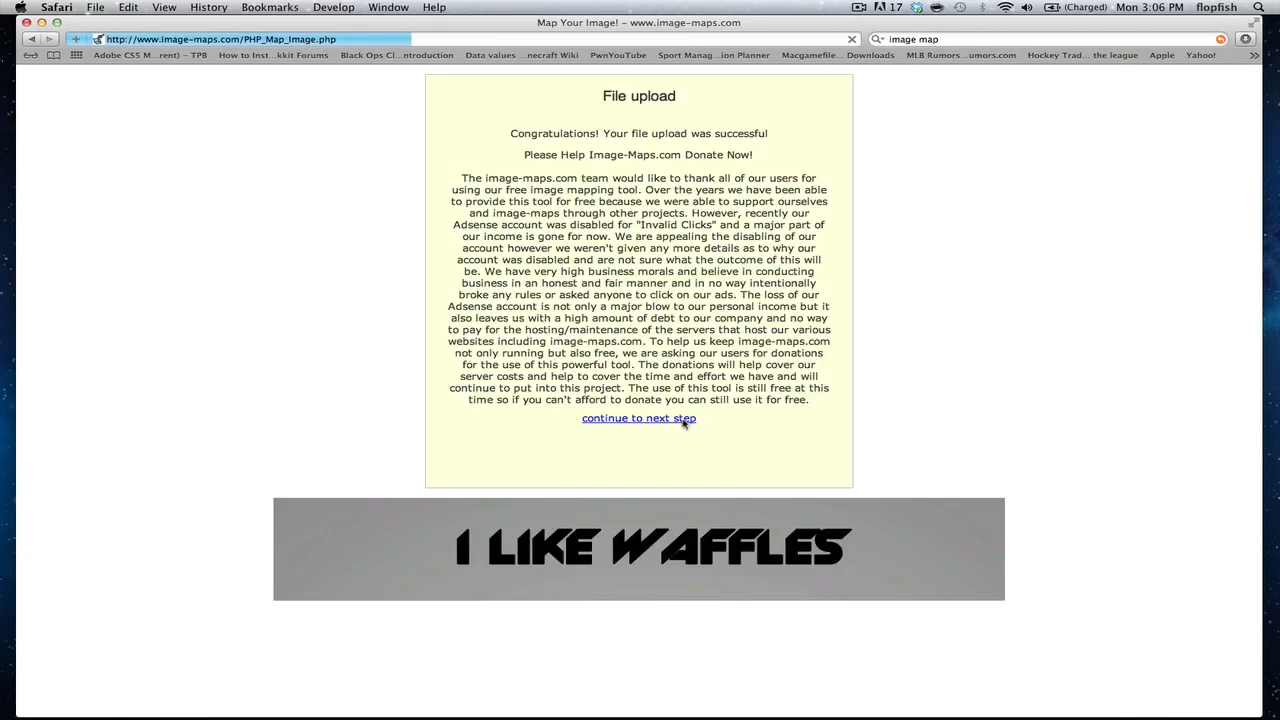 Safari File Edit View History Bookmarks Develop Window Help 17 (Charged) Mon 3:06 PM flopfish
Map Your Image! – www.image-maps.com
http://www.image-maps.com/PHP_Map_Image.php image map
Adobe CSS M...rent) - TPB How to Inst...kkit Forums Black Ops Cl...ntroduction Data values ...necraft Wiki PwnYouTube Sport Manag...ion Planner Macgamefile... Downloads MLB Rumors...umors.com Hockey Trad... the league Apple Yahoo!
File upload
Congratulations! Your file upload was successful
Please Help Image-Maps.com Donate Now!
The image-maps.com team would like to thank all of our users for
using our free image mapping tool. Over the years we have been able
to provide this tool for free because we were able to support ourselves
and image-maps through other projects. However, recently our
Adsense account was disabled for "Invalid Clicks" and a major part of
our income is gone for now. We are appealing the disabling of our
account however we weren't given any more details as to why our
account was disabled and are not sure what the outcome of this will
be. We have very high business morals and believe in conducting
business in an honest and fair manner and in no way intentionally
broke any rules or asked anyone to click on our ads. The loss of our
Adsense account is not only a major blow to our personal income but it
also leaves us with a high amount of debt to our company and no way
to pay for the hosting/maintenance of the servers that host our various
websites including image-maps.com. To help us keep image-maps.com
not only running but also free, we are asking our users for donations
for the use of this powerful tool. The donations will help cover our
server costs and help to cover the time and effort we have and will
continue to put into this project. The use of this tool is still free at this
time so if you can't afford to donate you can still use it for free.
continue to next step
I LIKE WAFFLES